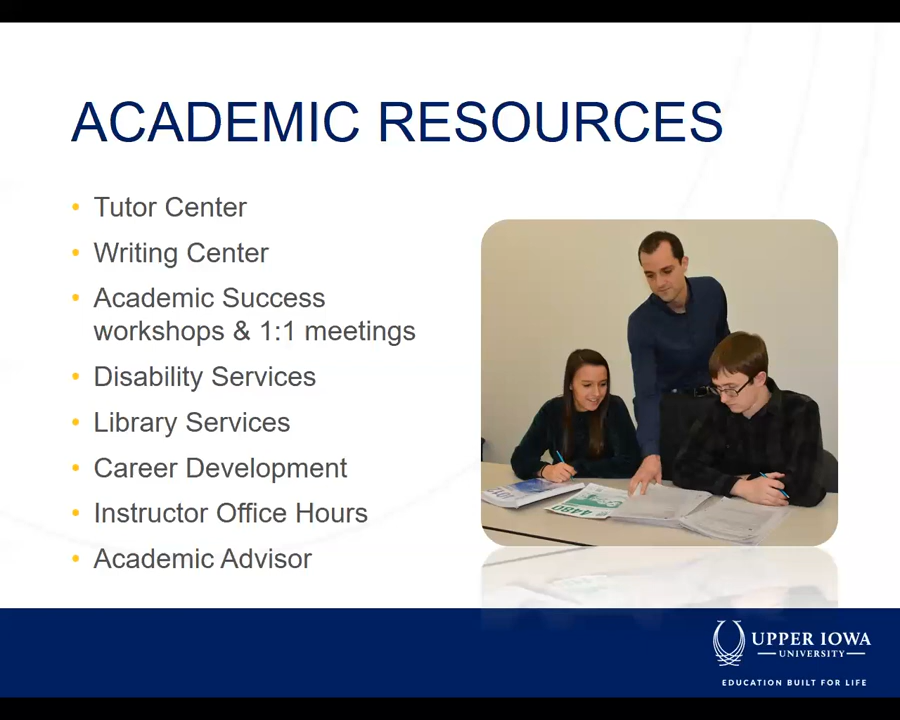 ACADEMIC RESOURCES
• Tutor Center
• Writing Center
• Academic Success
workshops & 1:1 meetings
• Disability Services
• Library Services
• Career Development
• Instructor Office Hours
• Academic Advisor
4480
UPPER IOWA
UNIVERSITY
EDUCATION BUILT FOR LIFE